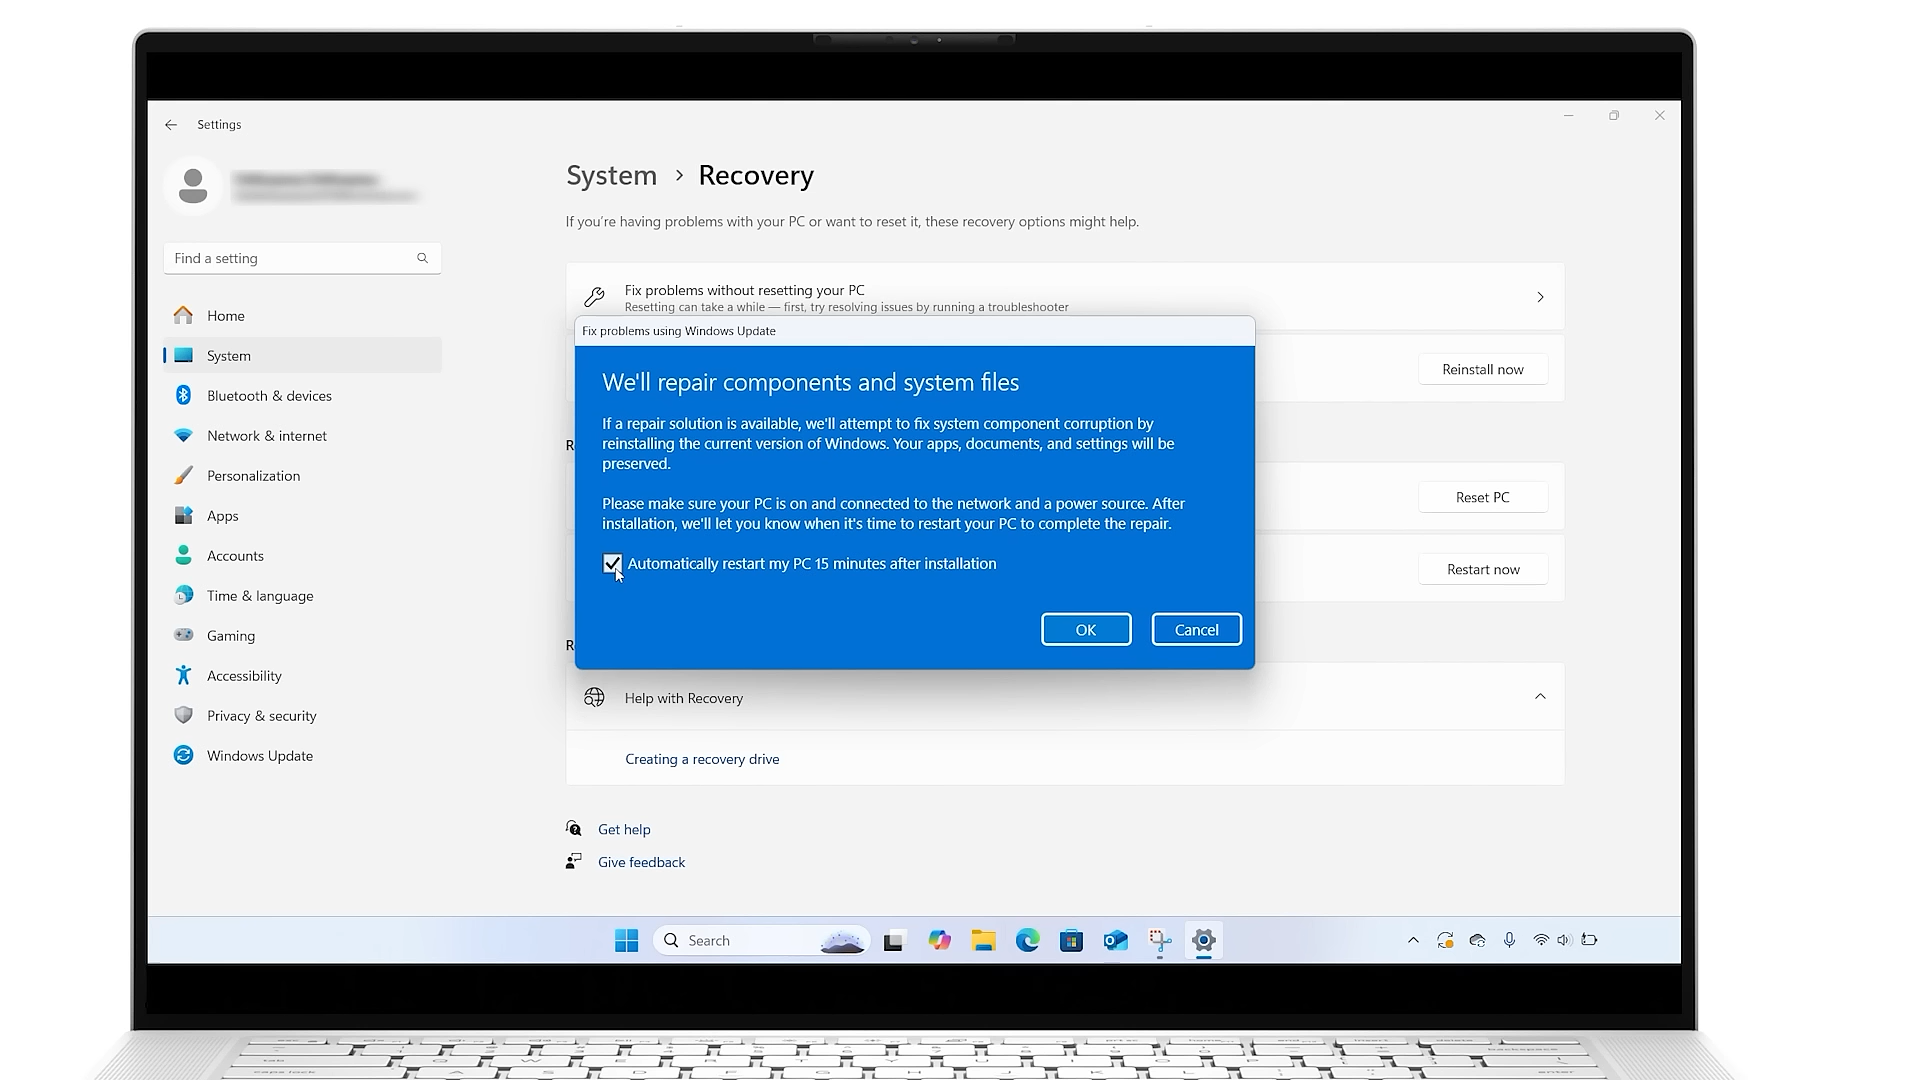 Settings
Find a setting
Home
System
Bluetooth & devices
Network & internet
Personalization
Apps
Accounts
Time & language
Gaming
Accessibility
Privacy & security
Windows Update
System > Recovery
If you're having problems with your PC or want to reset it, these recovery options might help.
Fix problems without resetting your PC
Resetting can take a while — first, try resolving issues by running a troubleshooter
Reinstall now
Reset PC
Restart now
Fix problems using Windows Update
We'll repair components and system files
If a repair solution is available, we'll attempt to fix system component corruption by
reinstalling the current version of Windows. Your apps, documents, and settings will be
preserved.
Please make sure your PC is on and connected to the network and a power source. After
installation, we'll let you know when it's time to restart your PC to complete the repair.
Automatically restart my PC 15 minutes after installation
OK
Cancel
Help with Recovery
Creating a recovery drive
Get help
Give feedback
Search